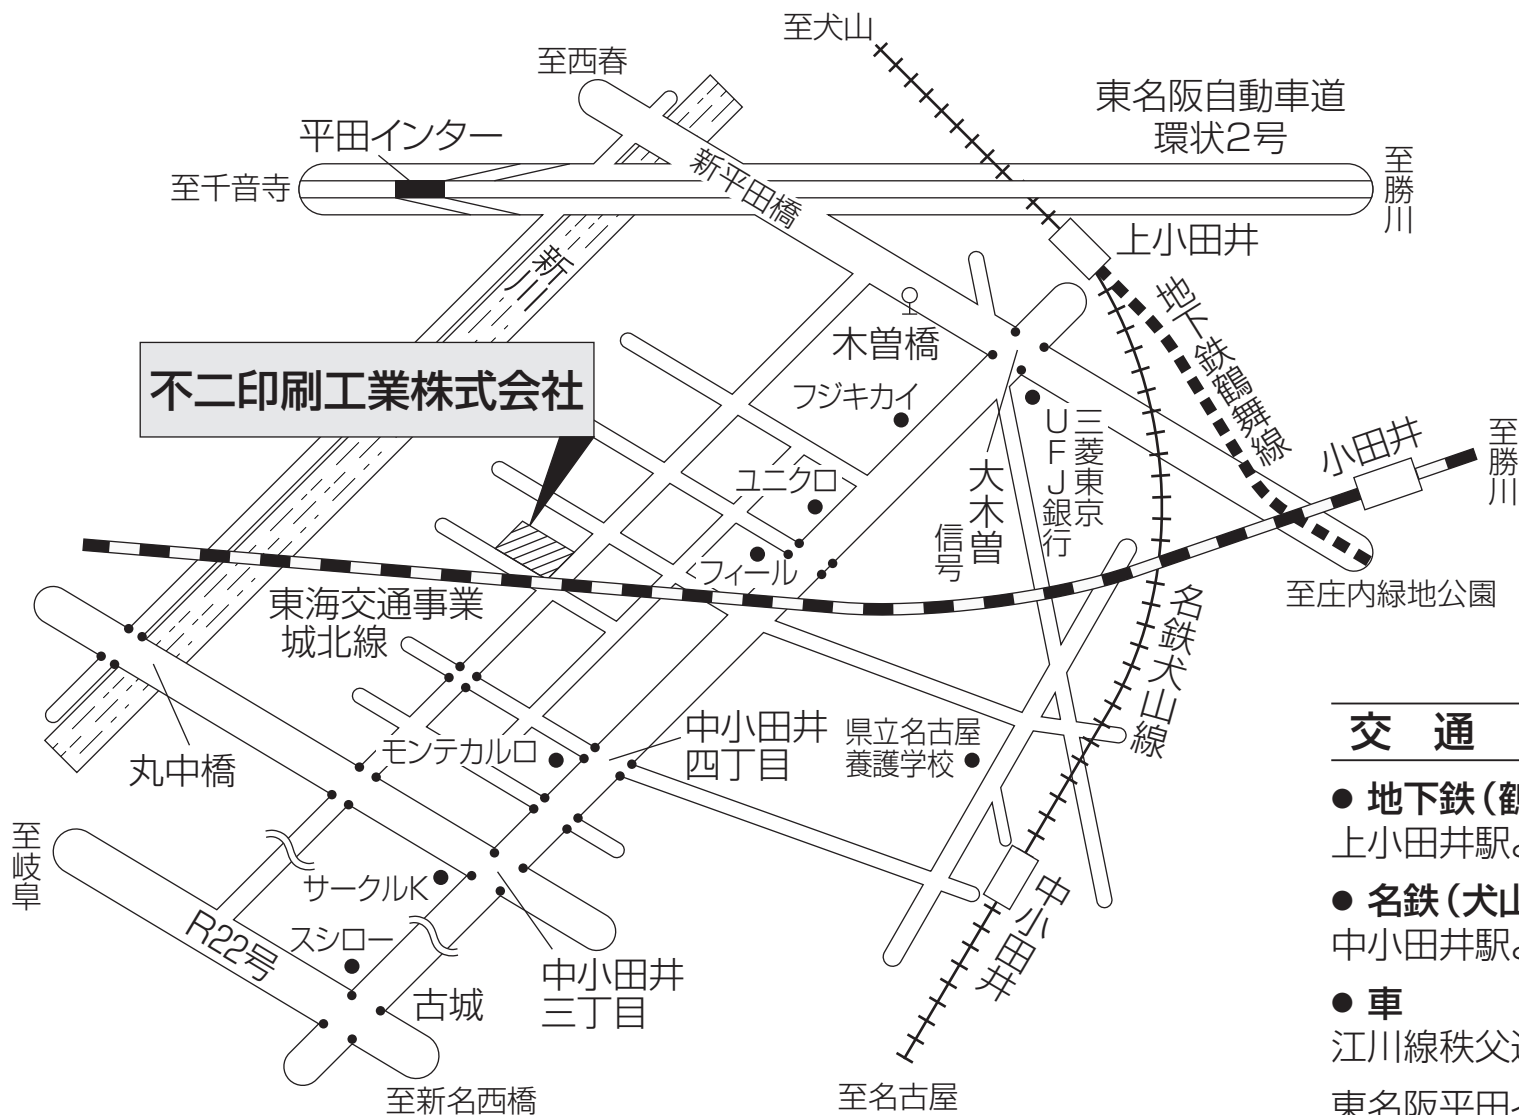 至犬山
至西春
東名阪自動車道
環状2号
平田インター
至千音寺
新平田橋
至勝川
上小田井
新川
地下鉄鶴舞線
木曽橋
不二印刷工業株式会社
フジキカイ
三菱東京
UFJ銀行
小田井
至勝川
大木曽
信号
ユニクロ
フィール
東海交通事業
城北線
至庄内緑地公園
名鉄犬山線
丸中橋
モンテカルロ
中小田井
四丁目
県立名古屋
養護学校
交 通
● 地下鉄(鶴
上小田井駅
● 名鉄(犬山
中小田井駅
● 車
江川線秩父
東名阪平田
至岐阜
サークルK
R22号
スシロー
中小田井
中小田井
三丁目
古城
至新名西橋
至名古屋